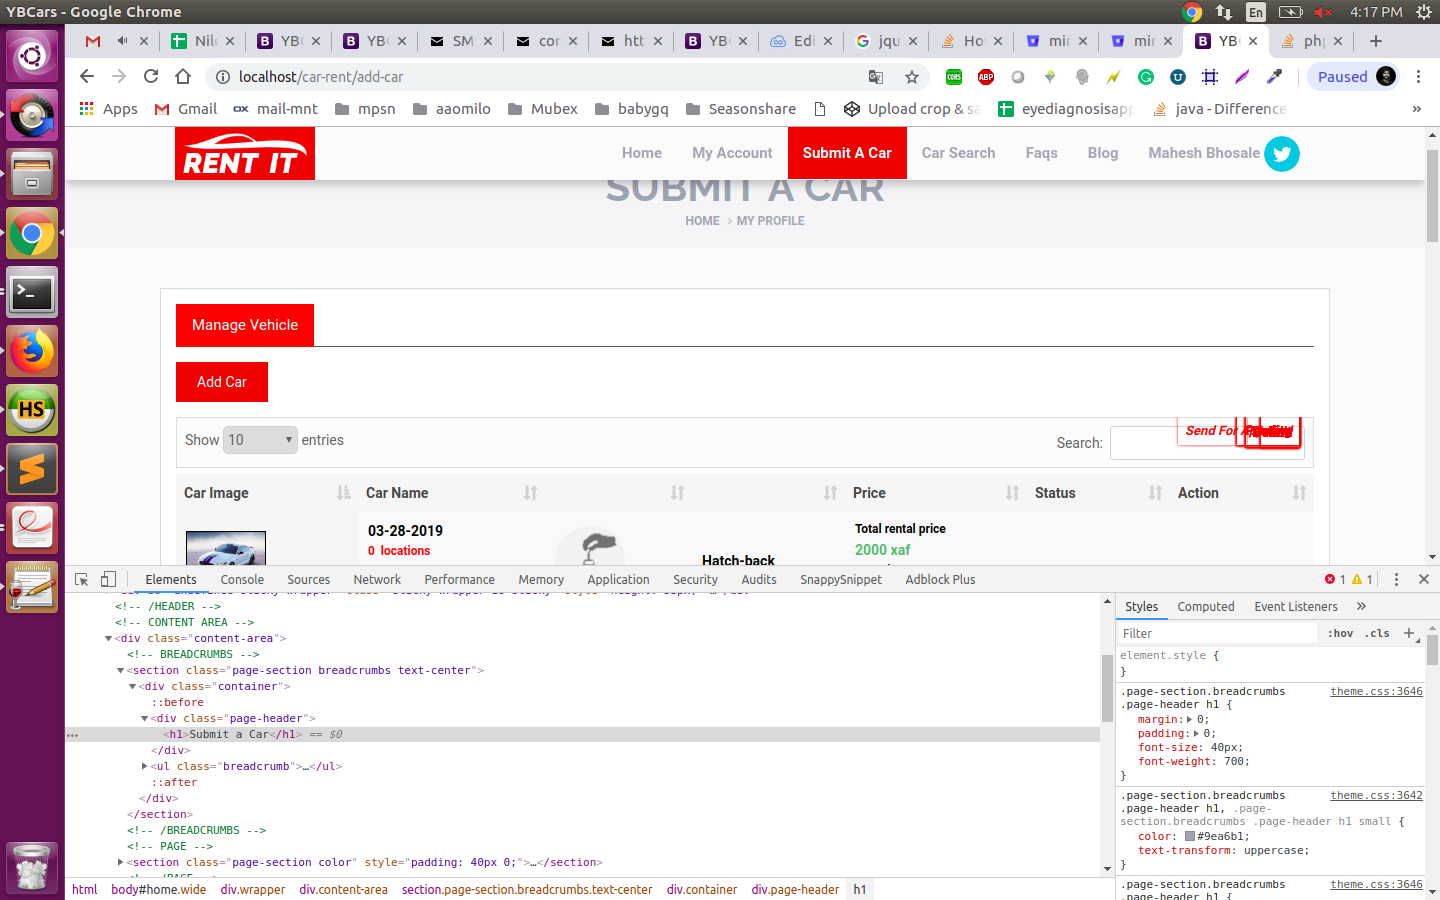 YBCars - Google Chrome
En
4:17 PM
Nil
YB
YB
SM
cor
htt
YB
Edi
jqu
Ho
mir
mir
YB
php
localhost/car-rent/add-car
CORS
ABP
Paused
Apps
Gmail
mail-mnt
mpsn
aaomilo
Mubex
babygq
Seasonshare
Upload crop & sa
eyediagnosisapp
java - Difference
»
RENT IT
Home
My Account
Submit A Car
Car Search
Faqs
Blog
Mahesh Bhosale
SUBMIT A CAR
HOME > MY PROFILE
Manage Vehicle
Add Car
Show 10 entries
Search:
Send For A
Car Image
Car Name
Price
Status
Action
03-28-2019
0 locations
Hatch-back
Total rental price
2000 xaf
HS
Elements
Console
Sources
Network
Performance
Memory
Application
Security
Audits
SnappySnippet
Adblock Plus
1
1
<!-- /HEADER -->
<!-- CONTENT AREA -->
<div class="content-area">
<!-- BREADCRUMBS -->
<section class="page-section breadcrumbs text-center">
<div class="container">
::before
<div class="page-header">
<h1>Submit a Car</h1> == $0
</div>
<ul class="breadcrumb">…</ul>
::after
</div>
</section>
<!-- /BREADCRUMBS -->
<!-- PAGE -->
<section class="page-section color" style="padding: 40px 0;">…</section>
html
body#home.wide
div.wrapper
div.content-area
section.page-section.breadcrumbs.text-center
div.container
div.page-header
h1
Styles
Computed
Event Listeners
»
Filter
:hov
.cls
element.style {
}
.page-section.breadcrumbs theme.css:3646
.page-header h1 {
margin: 0;
padding: 0;
font-size: 40px;
font-weight: 700;
}
.page-section.breadcrumbs theme.css:3642
.page-header h1, .page-
section.breadcrumbs .page-header h1 small {
color: #9ea6b1;
text-transform: uppercase;
}
.page-section.breadcrumbs theme.css:3646
.page-header h1 {